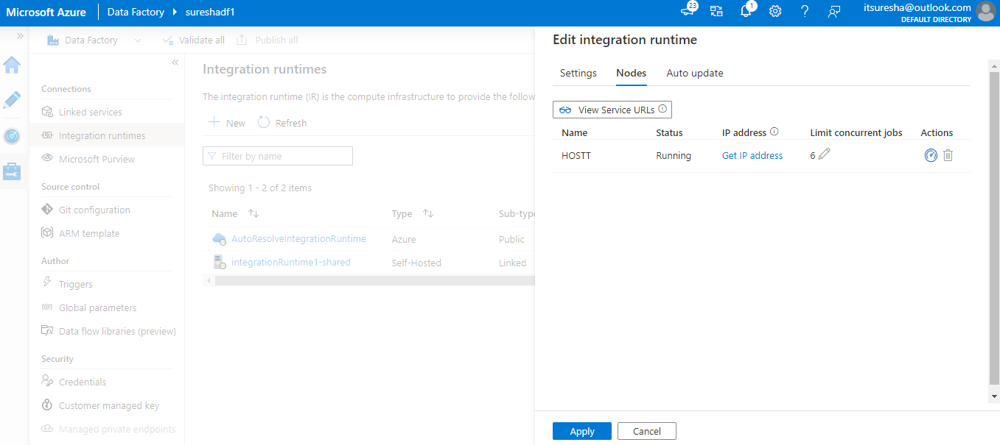 Microsoft Azure
Data Factory
sureshadf1
23
1
itsuresha@outlook.com
DEFAULT DIRECTORY
Data Factory
Validate all
Publish all
Connections
Linked services
Integration runtimes
Microsoft Purview
Source control
Git configuration
ARM template
Author
Triggers
Global parameters
Data flow libraries (preview)
Security
Credentials
Customer managed key
Managed private endpoints
Integration runtimes
The integration runtime (IR) is the compute infrastructure to provide the follow
New Refresh
Filter by name
Showing 1 - 2 of 2 items
Name Type Sub-type
AutoResolveIntegrationRuntime Azure Public
integrationRuntime1-shared Self-Hosted Linked
Edit integration runtime
Settings Nodes Auto update
View Service URLs
Name Status IP address Limit concurrent jobs Actions
HOSTT Running Get IP address 6
Apply Cancel